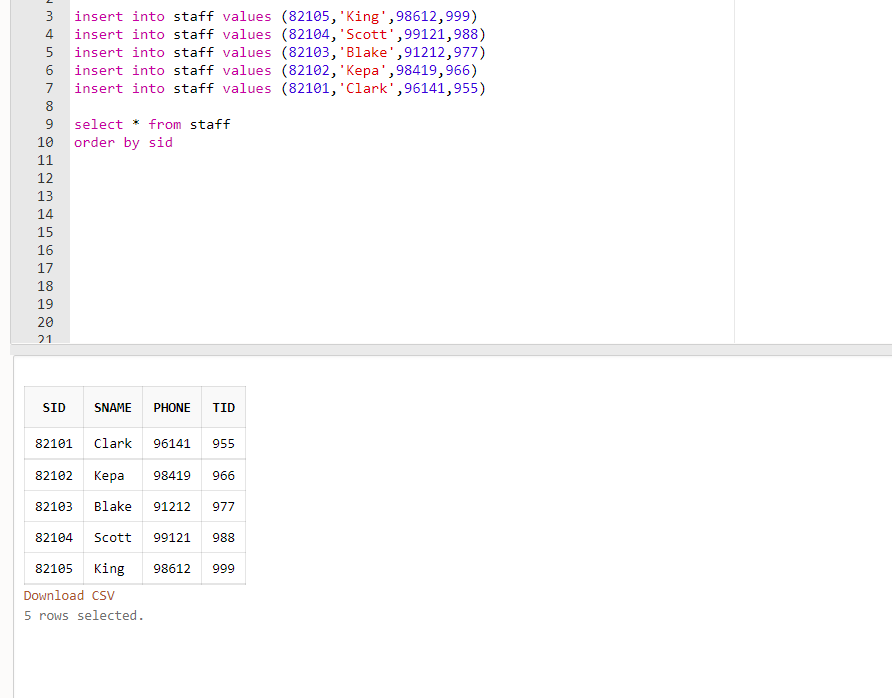 2
3 insert into staff values (82105,'King',98612,999)
4 insert into staff values (82104,'Scott',99121,988)
5 insert into staff values (82103,'Blake',91212,977)
6 insert into staff values (82102,'Kepa',98419,966)
7 insert into staff values (82101,'Clark',96141,955)
8
9 select * from staff
10 order by sid
11
12
13
14
15
16
17
18
19
20
21
SID SNAME PHONE TID
82101 Clark 96141 955
82102 Kepa 98419 966
82103 Blake 91212 977
82104 Scott 99121 988
82105 King 98612 999
Download CSV
5 rows selected.